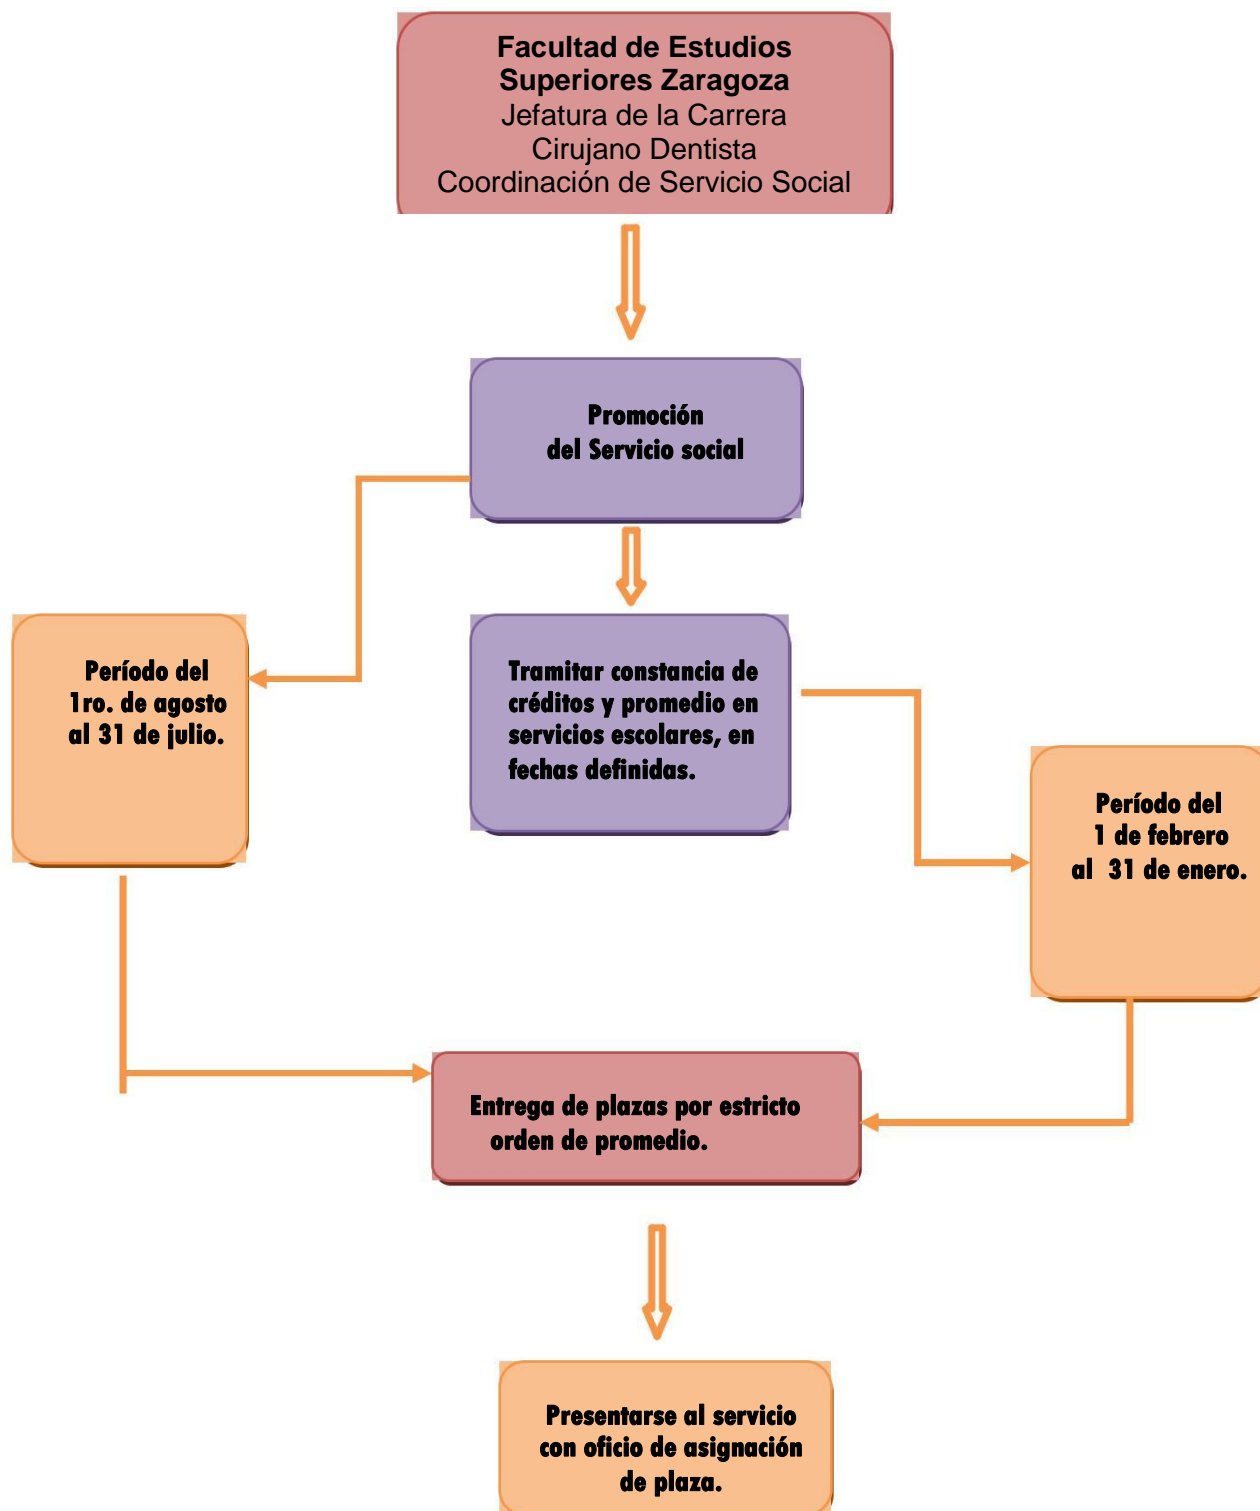 Facultad de Estudios
Superiores Zaragoza
Jefatura de la Carrera
Cirujano Dentista
Coordinación de Servicio Social
Promoción
del Servicio social
Período del
1ro. de agosto
al 31 de julio.
Tramitar constancia de
créditos y promedio en
servicios escolares, en
fechas definidas.
Período del
1 de febrero
al 31 de enero.
Entrega de plazas por estricto
orden de promedio.
Presentarse al servicio
con oficio de asignación
de plaza.